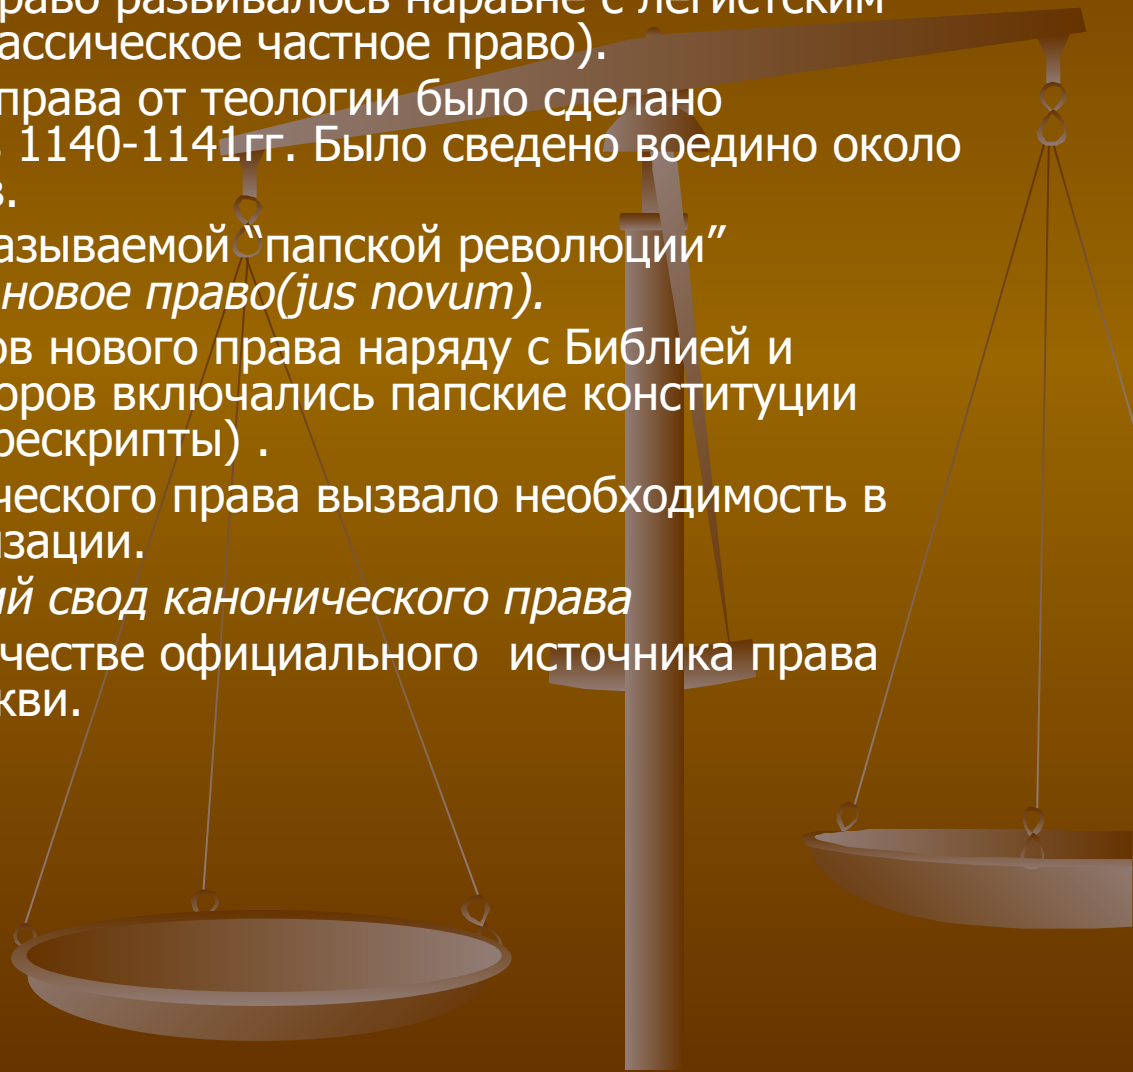 раво развивалось наравне с легистским
ассическое частное право).
права от теологии было сделано
1140-1141гг. Было сведено воедино около
в.
азываемой “папской революции”
новое право(jus novum).
ов нового права наряду с Библией и
оров включались папские конституции
рескрипты) .
ческого права вызвало необходимость в
изации.
ий свод канонического права
честве официального источника права
кви.